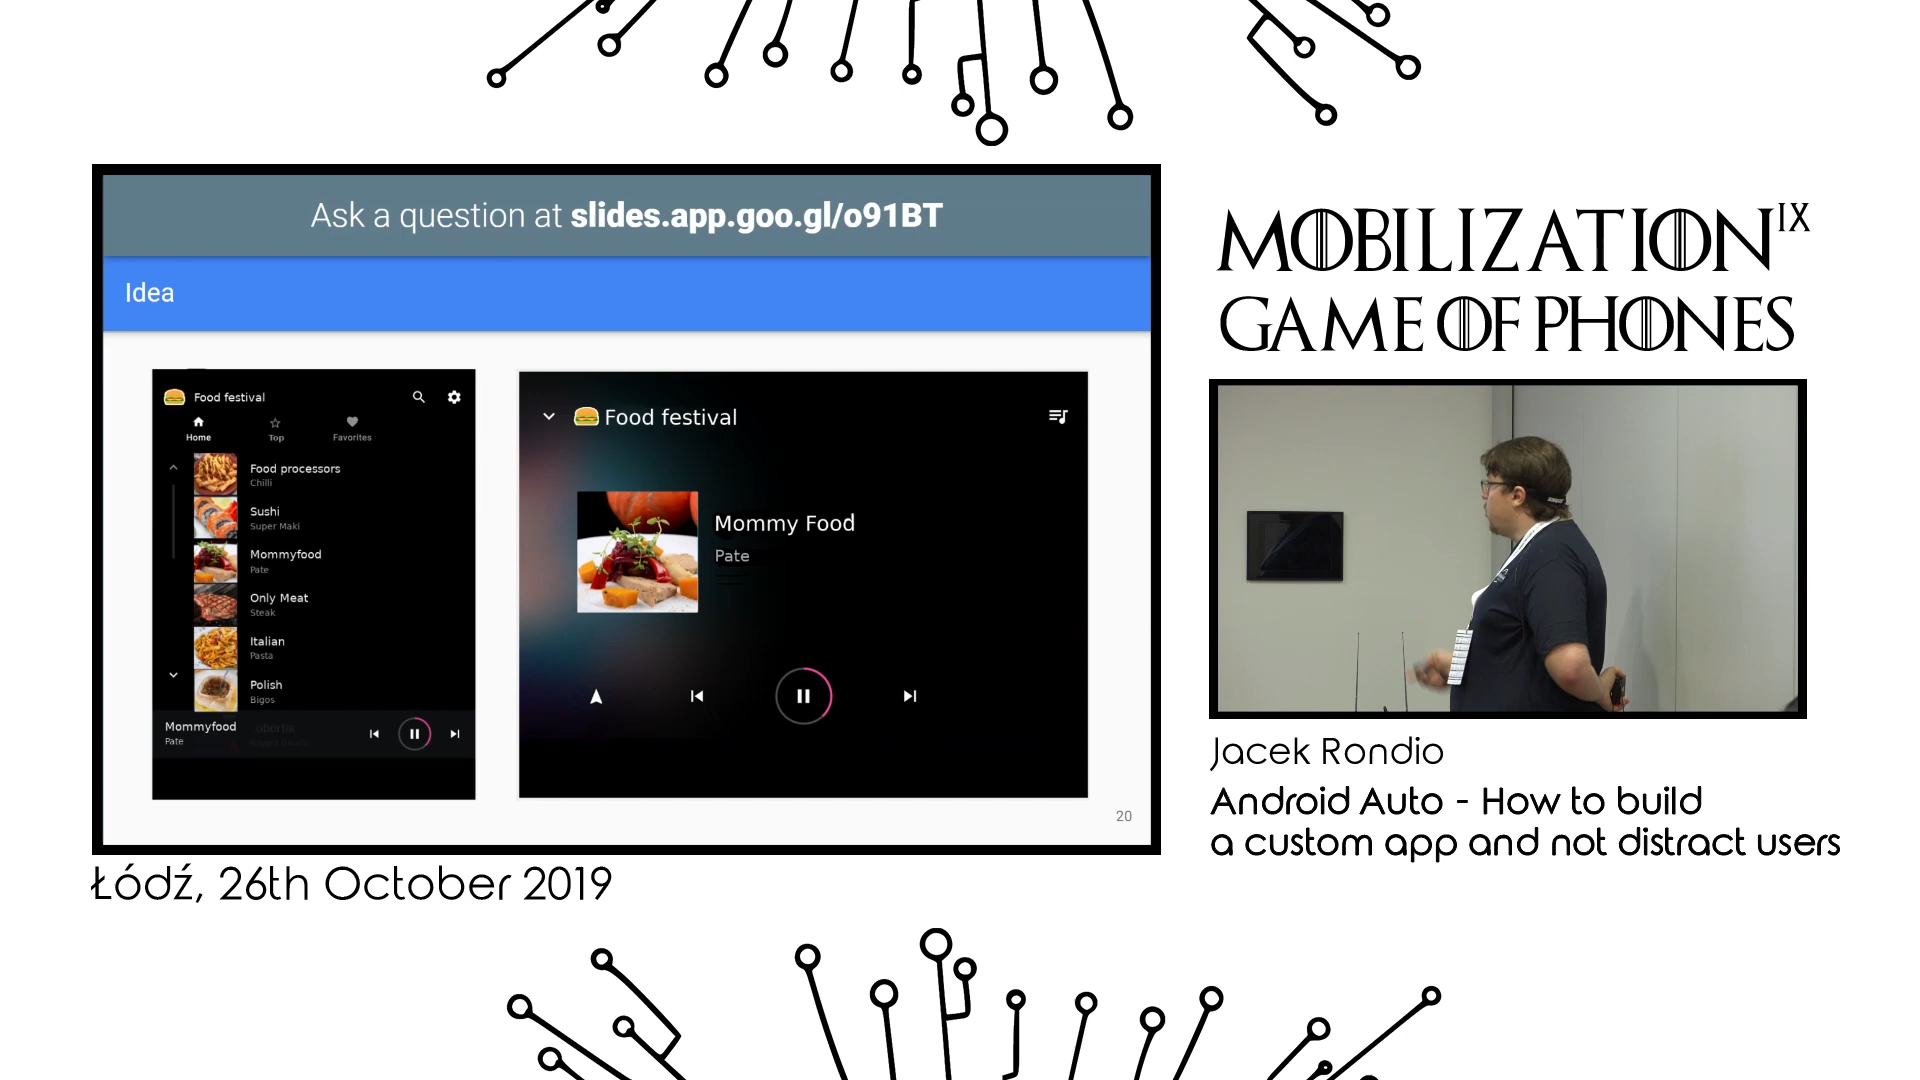 Ask a question at slides.app.goo.gl/o91BT
Idea
Food festival
Home
Top
Favorites
Food processors
Chilli
Sushi
Super Maki
Mommyfood
Pate
Only Meat
Steak
Italian
Pasta
Polish
Bigos
Mommyfood
Pate
Food festival
Mommy Food
Pate
20
MOBILIZATION IX
GAME OF PHONES
Jacek Rondio
Android Auto - How to build
a custom app and not distract users
Łódź, 26th October 2019